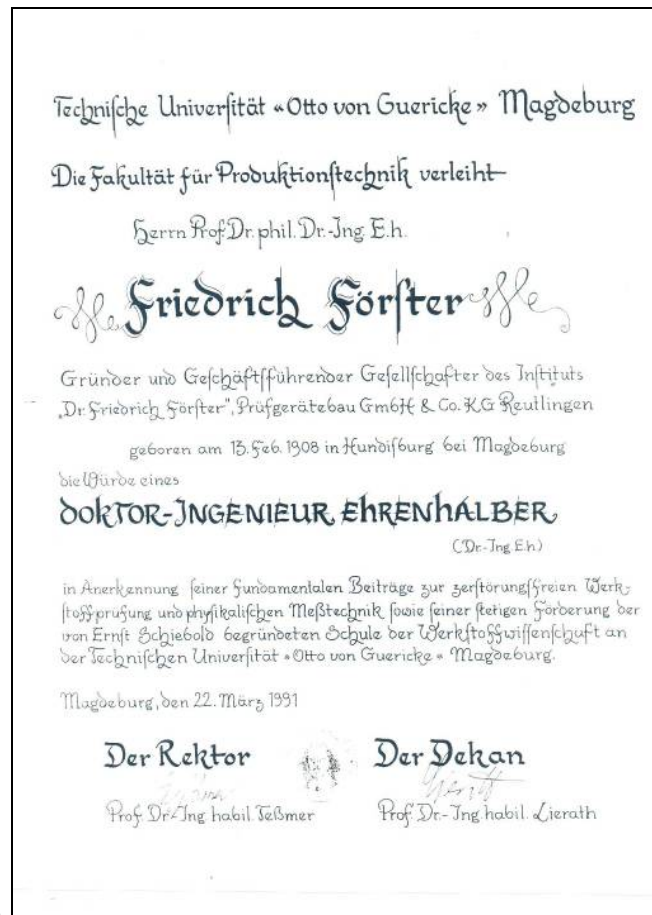 Technische Universität «Otto von Guericke» Magdeburg
Die Fakultät für Produktionstechnik verleiht
Herrn Prof. Dr. phil. Dr.-Ing. E.h.
Friedrich Förster
Gründer und Geschäftsführender Gesellschafter des Instituts
„Dr. Friedrich Förster", Prüfgerätebau GmbH & Co. KG Reutlingen
geboren am 13. Feb. 1908 in Hundisburg bei Magdeburg
die Würde eines
DOKTOR-INGENIEUR EHRENHALBER
(Dr.-Ing E.h)
in Anerkennung seiner fundamentalen Beiträge zur zerstörungsfreien Werk-
stoffprüfung und physikalischen Meßtechnik sowie seiner stetigen Förderung der
von Ernst Schiebold begründeten Schule der Werkstoffwissenschaft an
der Technischen Universität «Otto von Guericke» Magdeburg.
Magdeburg, den 22. März 1991
Der Rektor Der Dekan
Prof. Dr.-Ing habil. Teßmer Prof. Dr.-Ing habil. Lierath